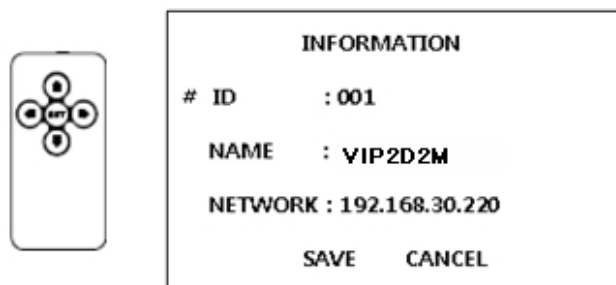 INFORMATION
# ID : 001
NAME : VIP2D2M
NETWORK : 192.168.30.220
SAVE CANCEL